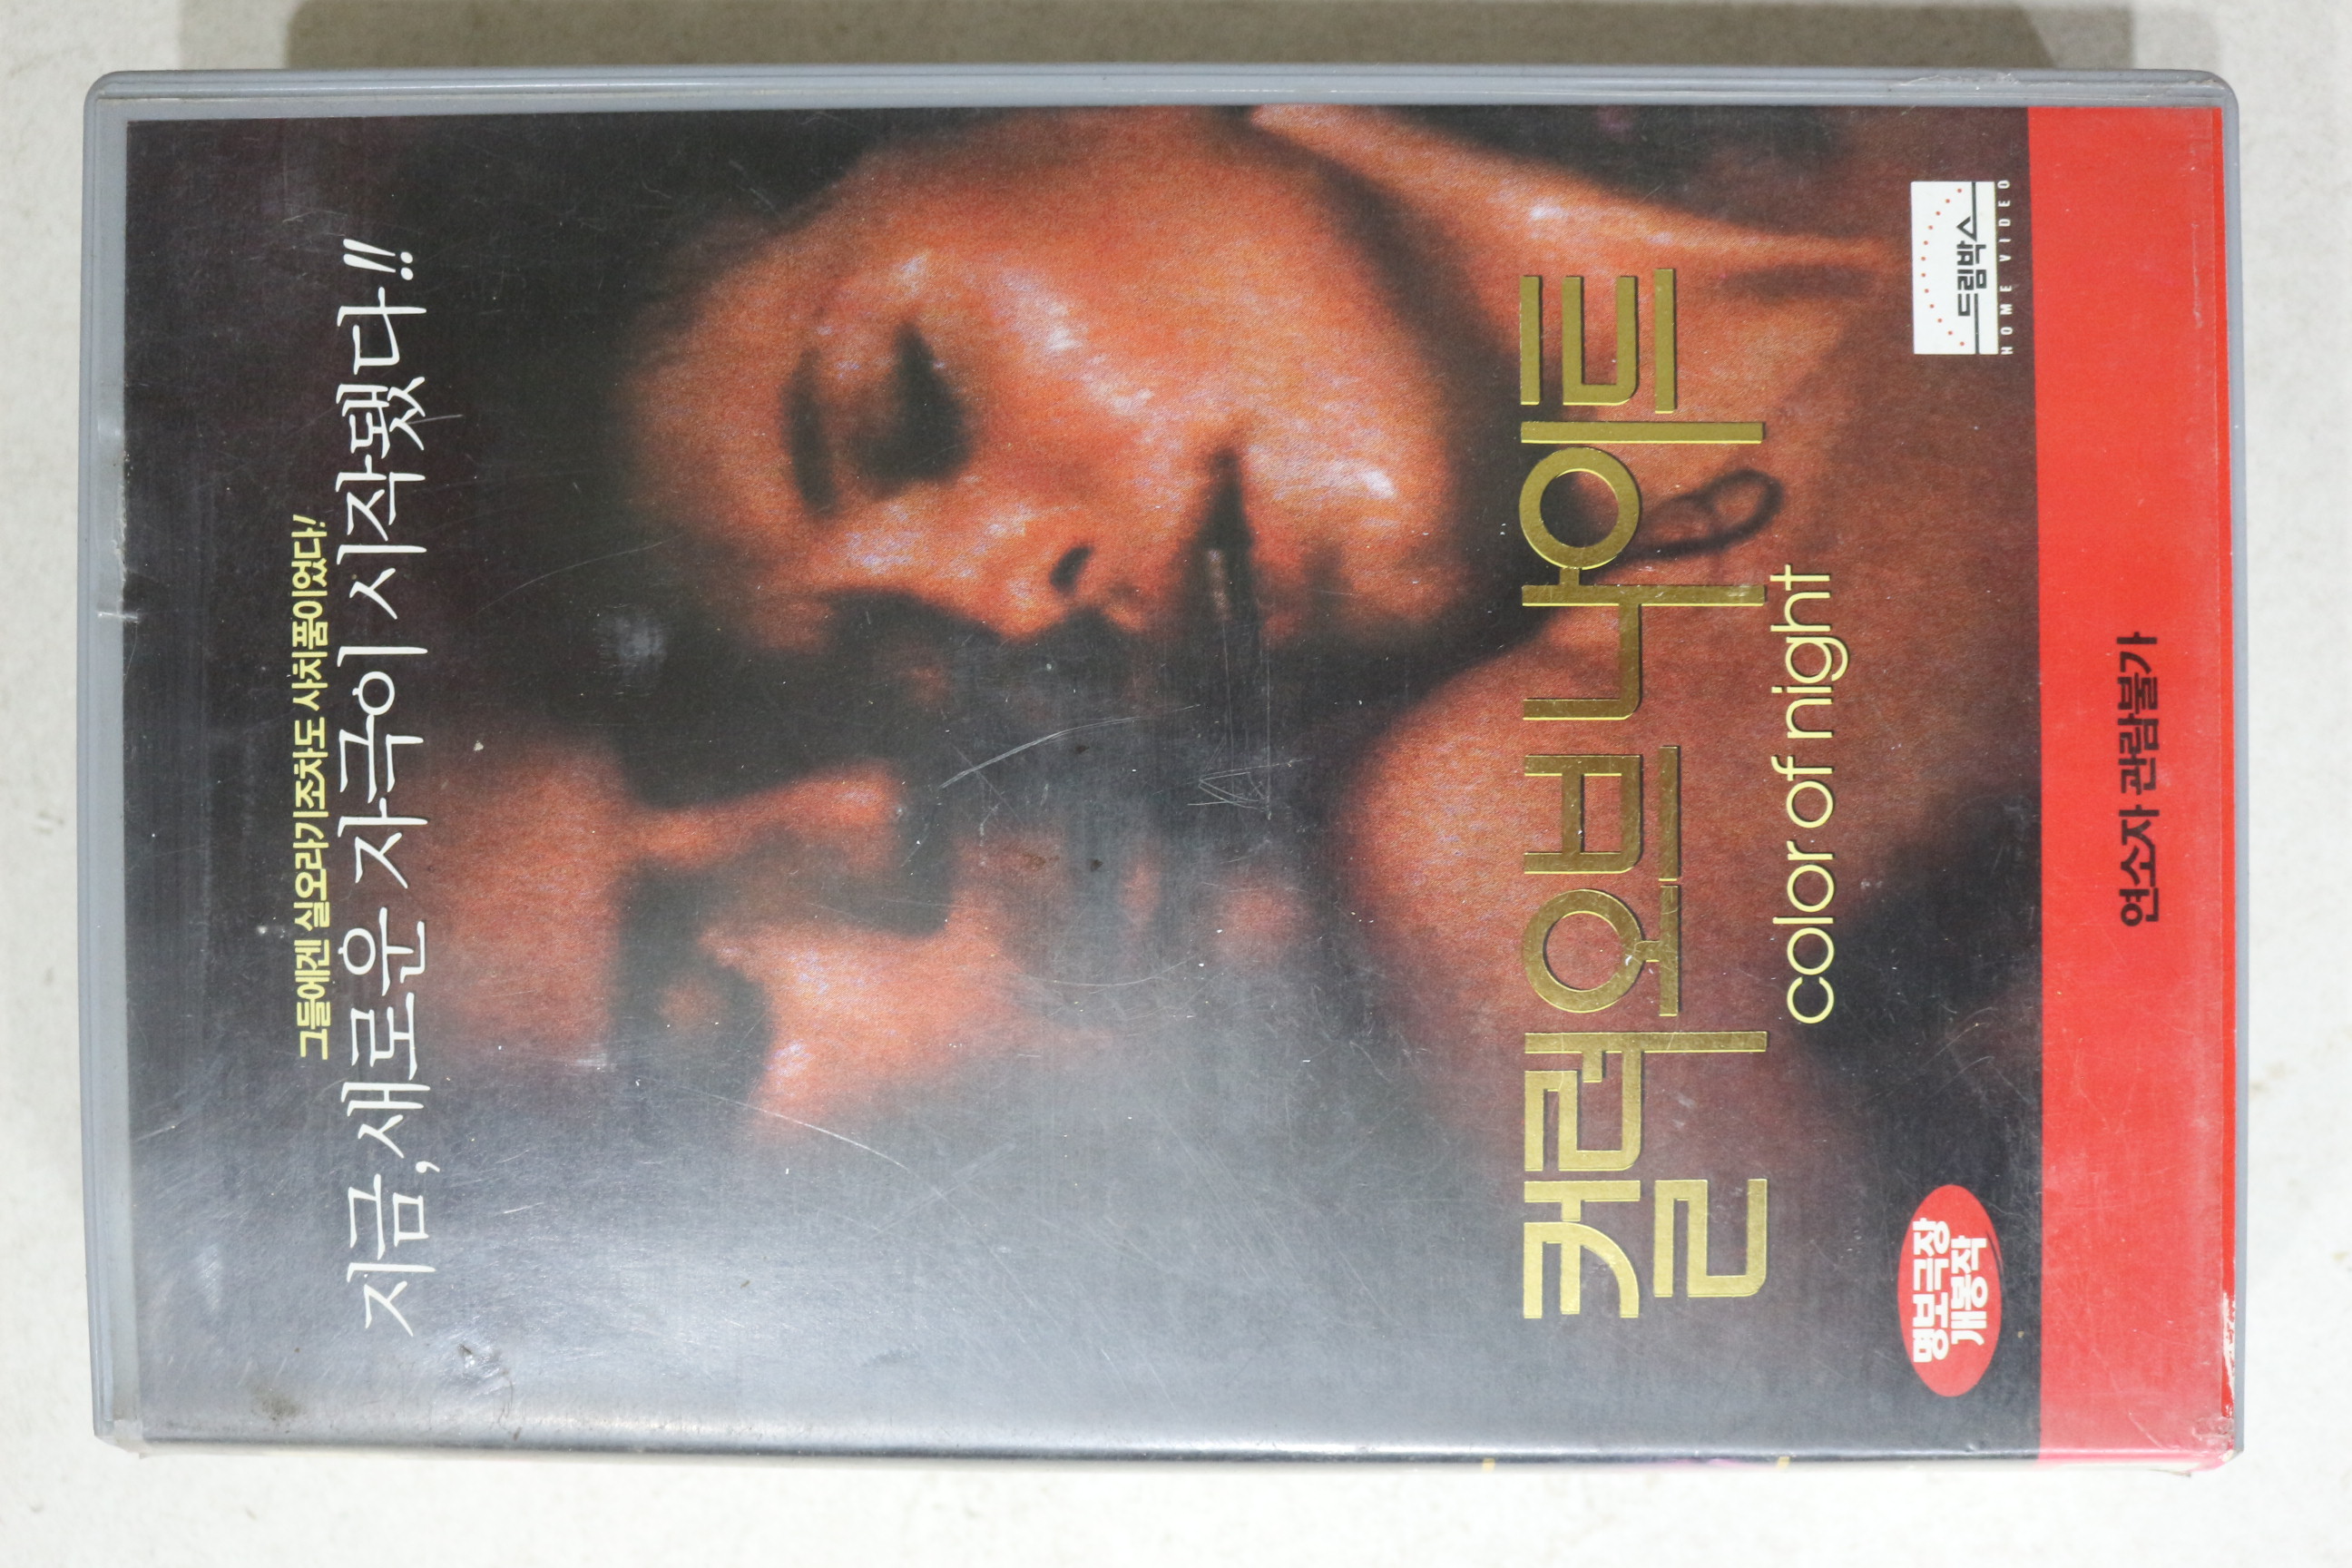 그들에겐 실오라기조차도 사치품이었다!
지금, 새로운 자극이 시작됐다!!
컬러오브나이트
color of night
명보극장
개봉작
드림박스
HOME VIDEO
연소자 관람불가